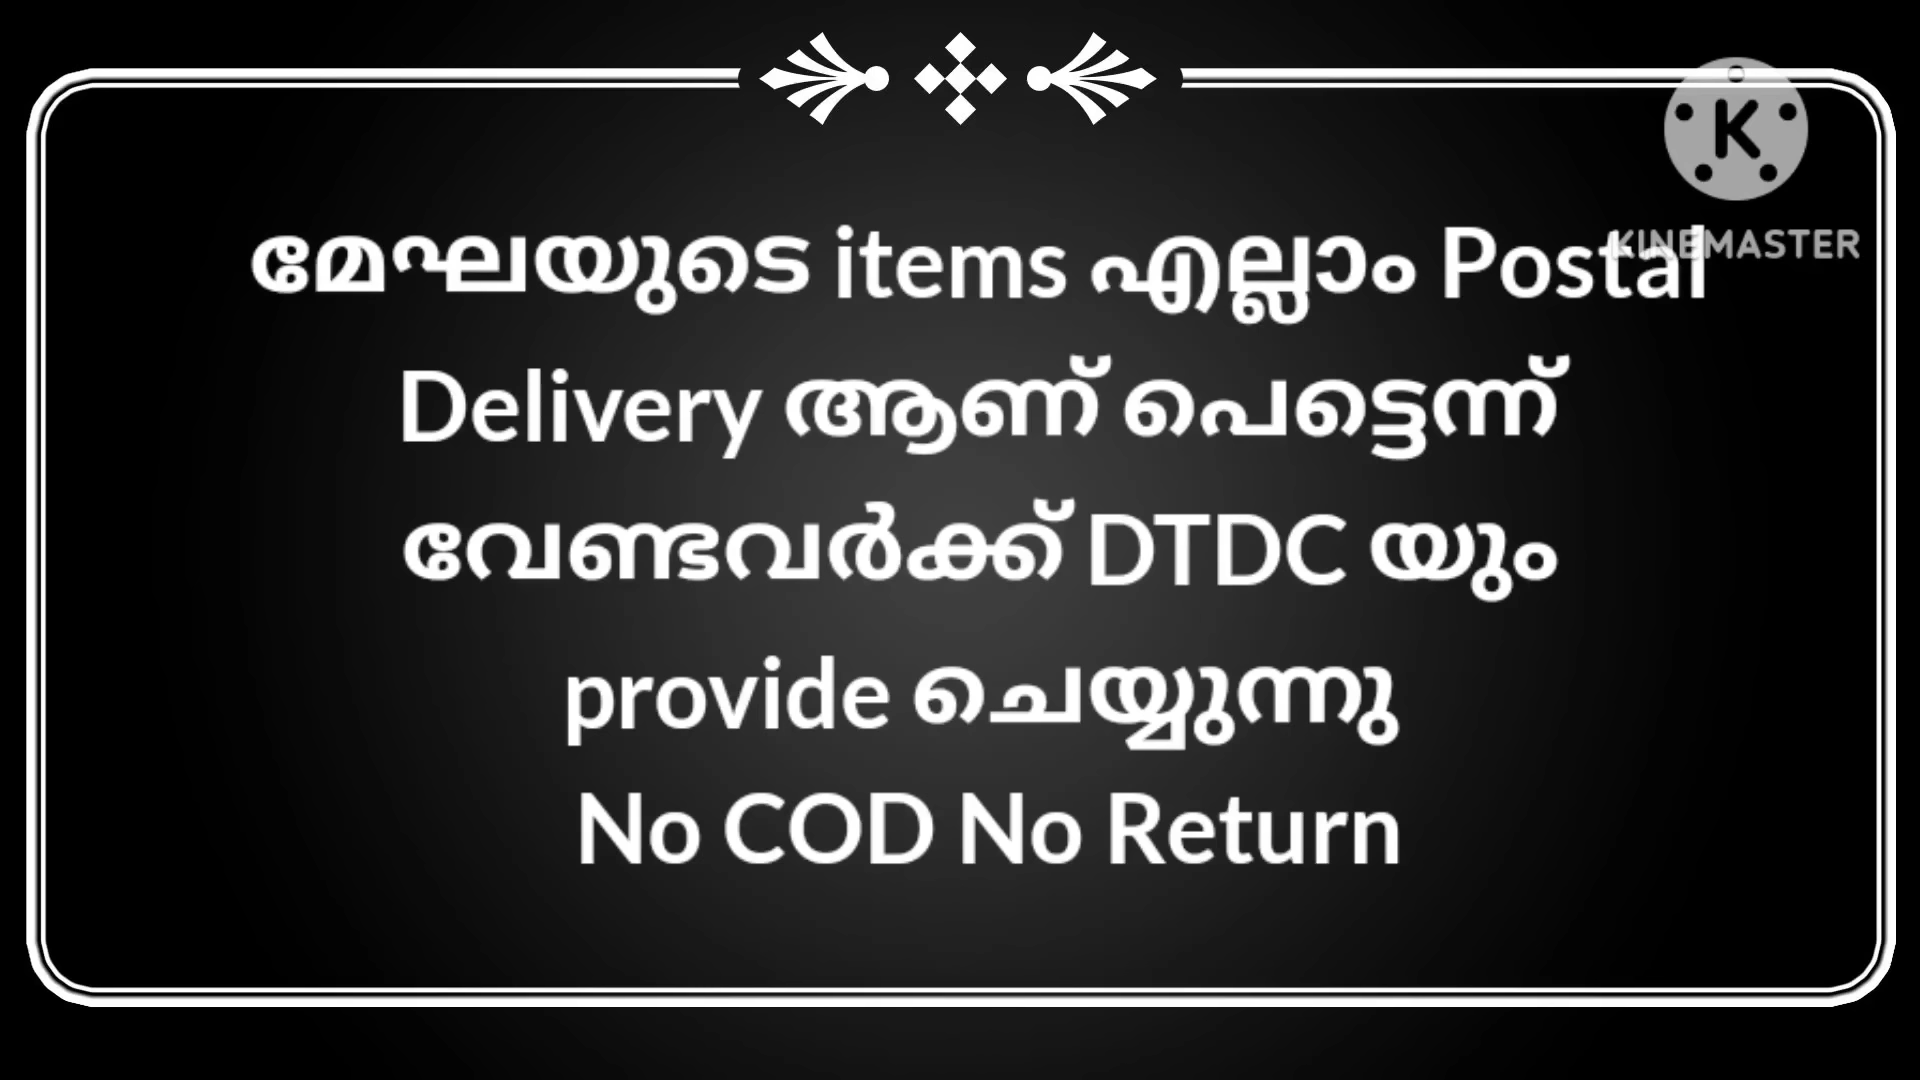 മേഘയുടെ items എല്ലാം Postal
Delivery ആണ് പെട്ടെന്ന്
വേണ്ടവർക്ക് DTDC യും
provide ചെയ്യുന്നു
No COD No Return
K
KINEMASTER